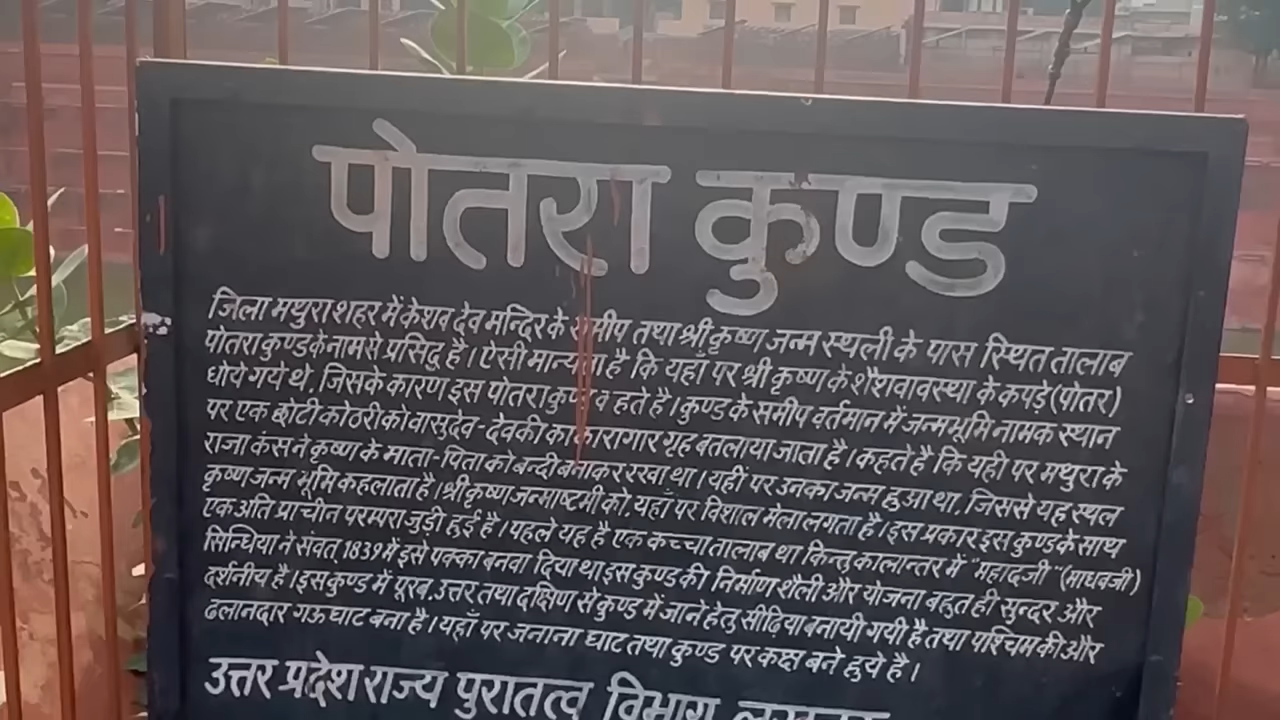 पोतरा कुण्ड
जिला मथुरा शहर में केशव देव मन्दिर के समीप तथा श्री कृष्ण जन्म स्थली के पास स्थित तालाब
पोतरा कुण्ड के नाम से प्रसिद्ध है। ऐसी मान्यता है कि यहाँ पर श्री कृष्ण के शैशवावस्था के कपड़े (पोतर)
धोये गये थे, जिसके कारण इस पोतरा कुण्ड कहते है। कुण्ड के समीप वर्तमान में जन्मभूमि नामक स्थान
पर एक छोटी कोठरी को वासुदेव-देवकी का कारागार गृह बतलाया जाता है। कहते है कि यही पर मथुरा के
राजा कंस ने कृष्ण के माता-पिता को बन्दी बनाकर रखा था। यहीं पर उनका जन्म हुआ था, जिससे यह स्थल
कृष्ण जन्म भूमि कहलाता है। श्री कृष्ण जन्माष्टमी को, यहाँ पर विशाल मेला लगता है। इस प्रकार इस कुण्ड के साथ
एक अति प्राचीन परम्परा जुड़ी हुई है। पहले यह है एक कच्चा तालाब था किन्तु कालान्तर में "महादजी" (माधवजी)
सिन्धिया ने संवत् 1839 में इसे पक्का बनवा दिया था इस कुण्ड की निर्माण शैली और योजना बहुत ही सुन्दर और
दर्शनीय है। इस कुण्ड में पूरब, उत्तर तथा दक्षिण से कुण्ड में जाने हेतु सीढ़िया बनायी गयी है तथा पश्चिम की और
ढलानदार गऊ घाट बना है। यहाँ पर जनाना घाट तथा कुण्ड पर कक्ष बने हुये है।
उत्तर प्रदेश राज्य पुरातत्व विभाग